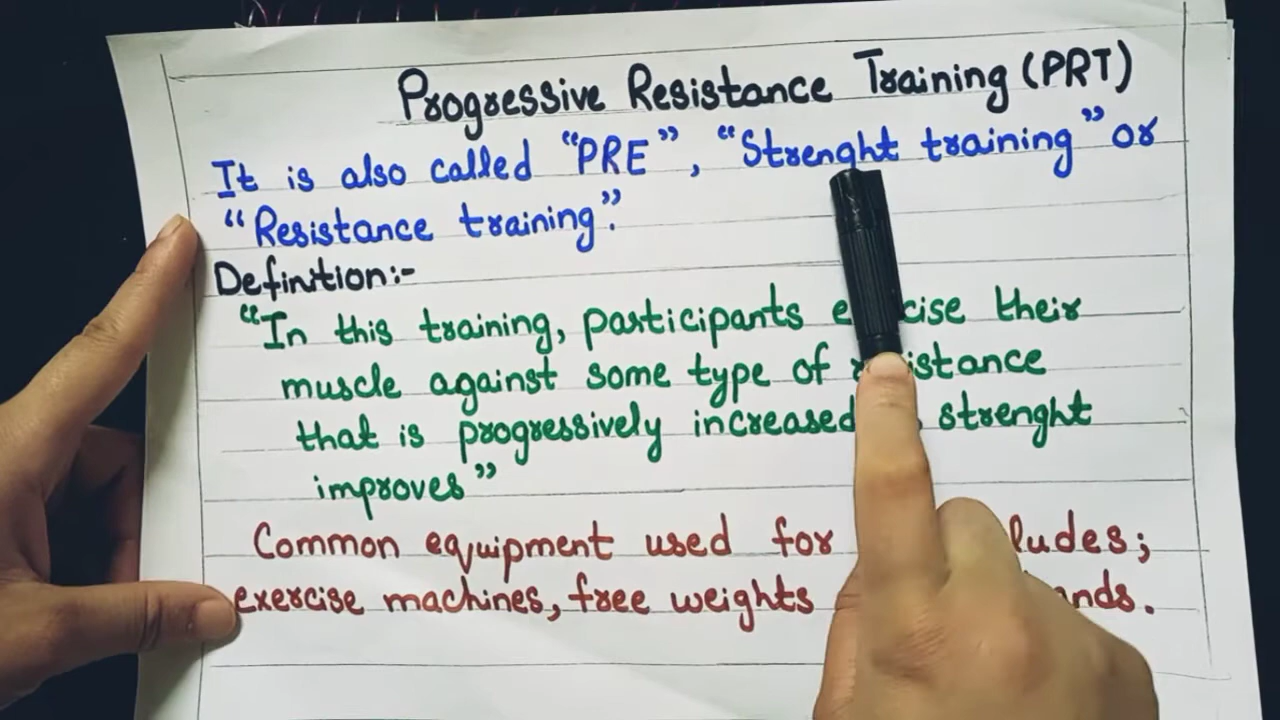 Progressive Resistance Training (PRT)
It is also called "PRE", "Strenght training" or
"Resistance training".
Definition:-
"In this training, participants e cise their
muscle against some type of istance
that is progressively increased strenght
improves"
Common equipment used for ludes;
exercise machines, free weights nds.